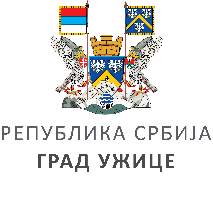 РЕПУБЛИКА СРБИЈА
ГРАД УЖИЦЕ